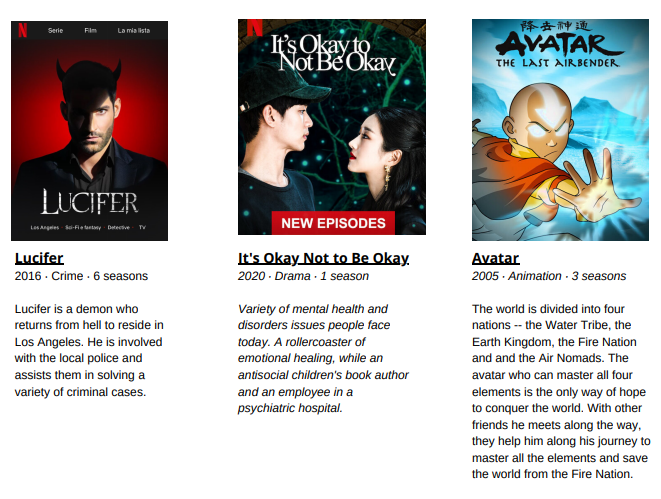 N
Serie Film La mia lista
LUCIFER
Los Angeles Sci-Fi e fantasy Detective TV
Lucifer
2016 · Crime · 6 seasons
Lucifer is a demon who
returns from hell to reside in
Los Angeles. He is involved
with the local police and
assists them in solving a
variety of criminal cases.
N
It's Okay to
Not Be Okay
NEW EPISODES
It's Okay Not to Be Okay
2020 · Drama · 1 season
Variety of mental health and
disorders issues people face
today. A rollercoaster of
emotional healing, while an
antisocial children's book author
and an employee in a
psychiatric hospital.
降去神通
AVATAR
THE LAST AIRBENDER
Avatar
2005 · Animation · 3 seasons
The world is divided into four
nations -- the Water Tribe, the
Earth Kingdom, the Fire Nation
and and the Air Nomads. The
avatar who can master all four
elements is the only way of hope
to conquer the world. With other
friends he meets along the way,
they help him along his journey to
master all the elements and save
the world from the Fire Nation.